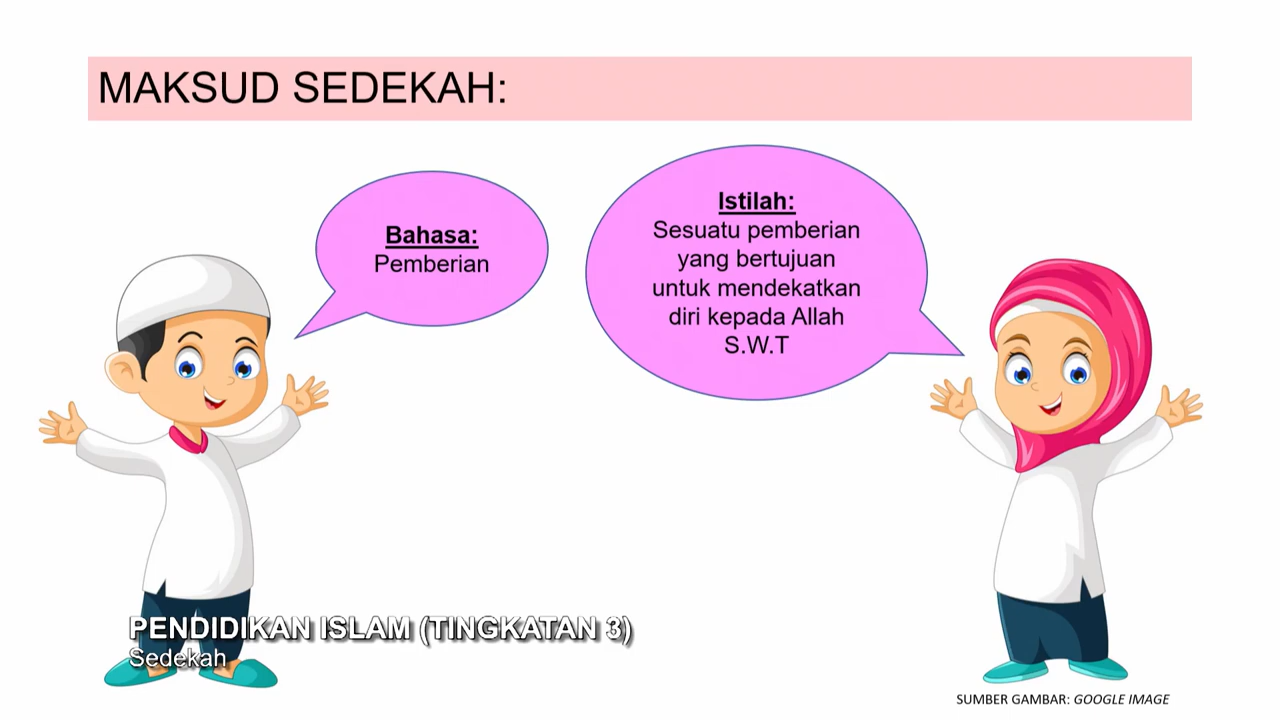 MAKSUD SEDEKAH:
Bahasa:
Pemberian
Istilah:
Sesuatu pemberian
yang bertujuan
untuk mendekatkan
diri kepada Allah
S.W.T
PENDIDIKAN ISLAM (TINGKATAN 3)
Sedekah
SUMBER GAMBAR: GOOGLE IMAGE